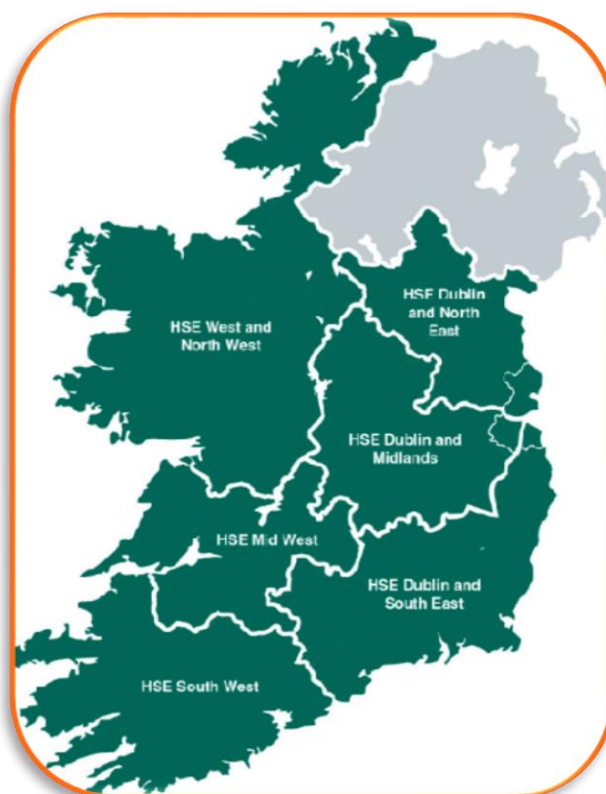 HSE Dublin
and North
East
HSE West and
North West
HSE Dublin and
Midlands
HSE Mid West
HSE Dublin and
South East
HSE South West